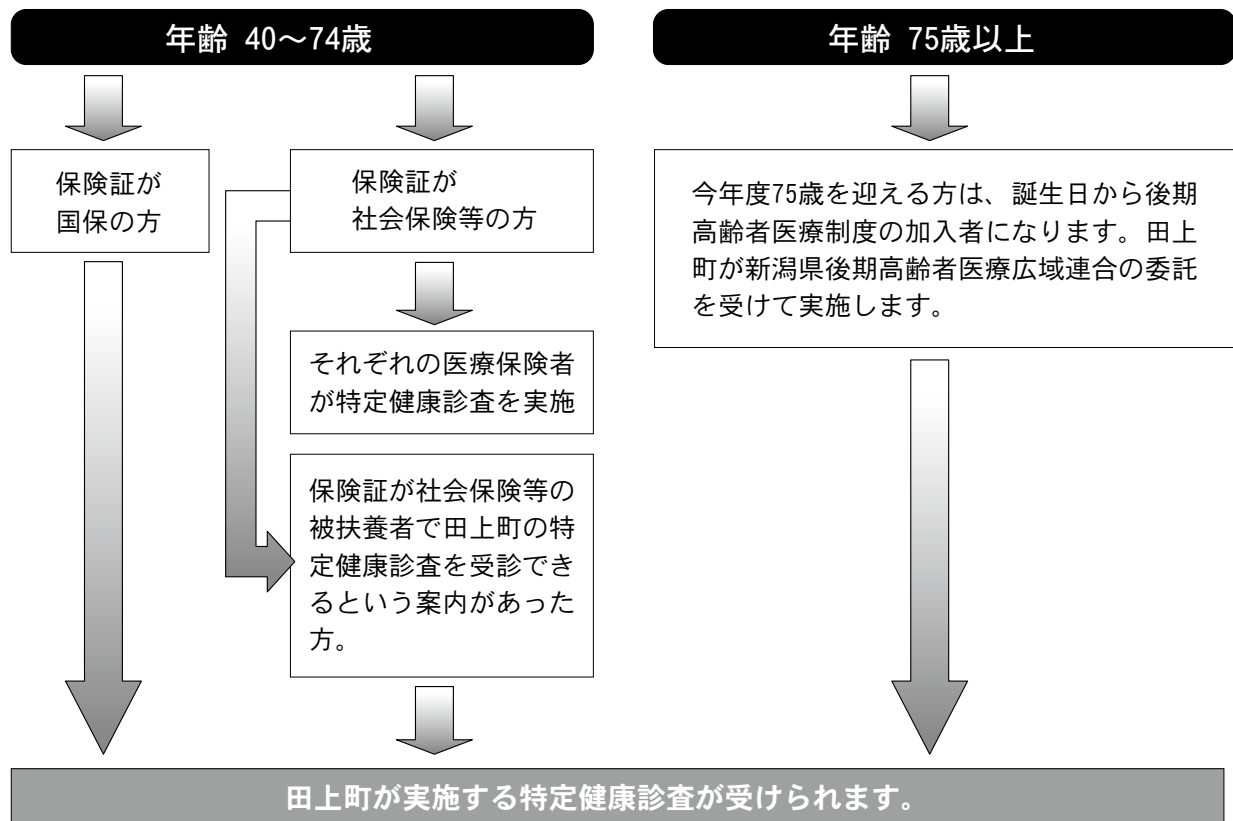 年齢 40～74歳
保険証が
国保の方
保険証が
社会保険等の方
それぞれの医療保険者
が特定健康診査を実施
保険証が社会保険等の
被扶養者で田上町の特
定健康診査を受診でき
るという案内があった
方。
年齢 75歳以上
今年度75歳を迎える方は、誕生日から後期
高齢者医療制度の加入者になります。田上
町が新潟県後期高齢者医療広域連合の委託
を受けて実施します。
田上町が実施する特定健康診査が受けられます。